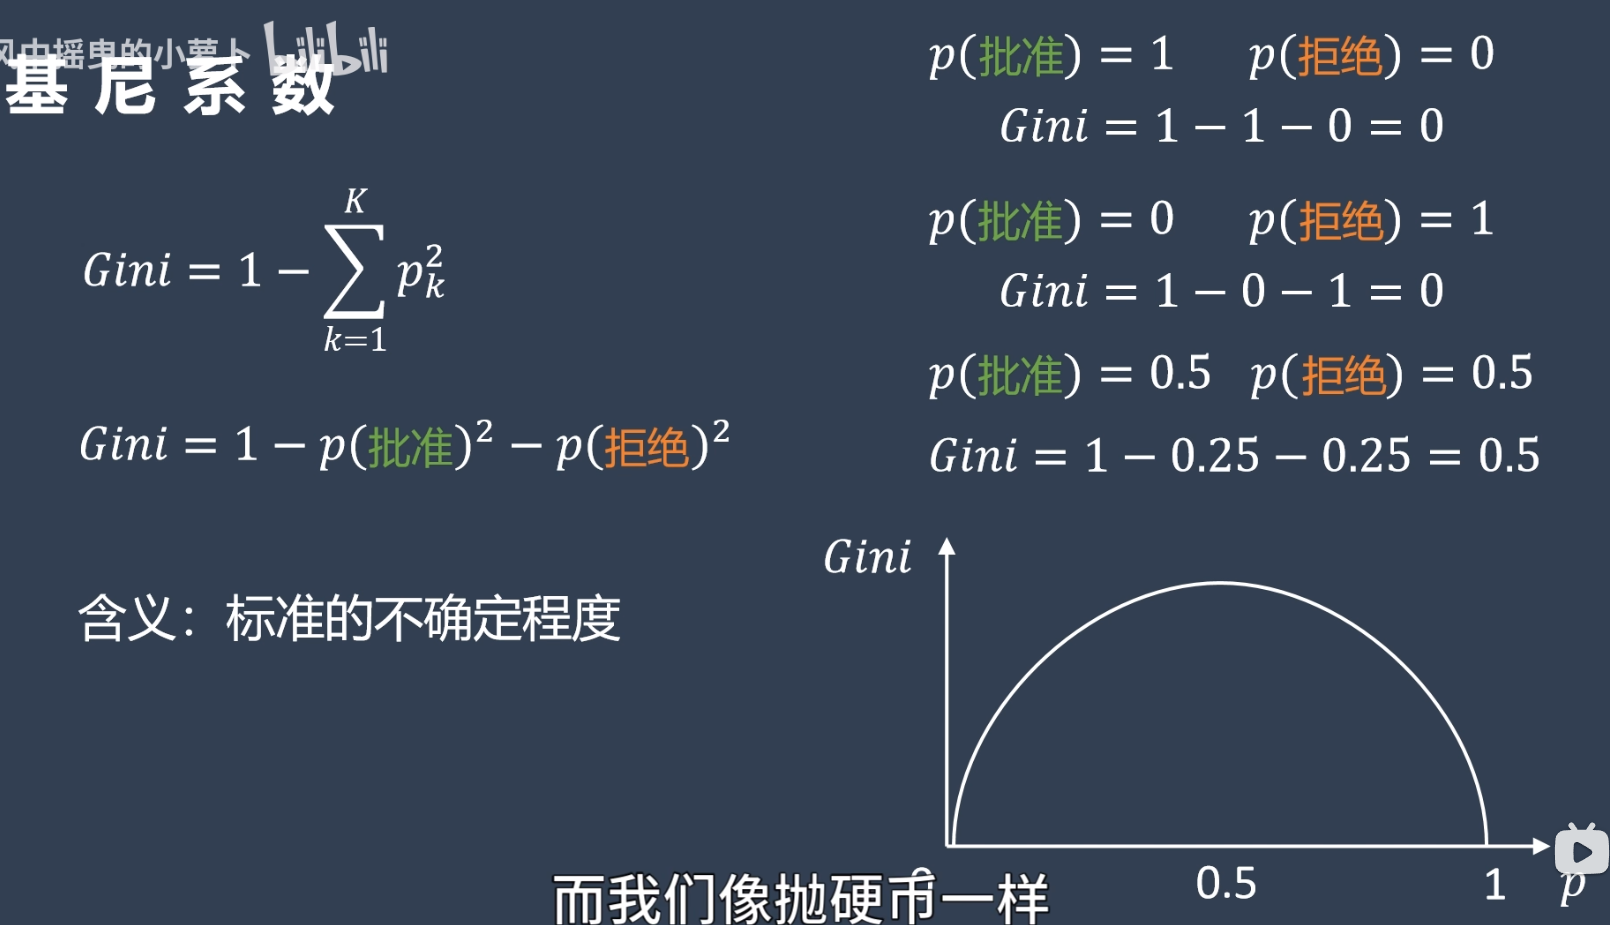 风中摇曳的小萝卜 bilibili
基尼系数
Gini = 1 − ∑_{k=1}^{K} p_k^2
Gini = 1 − p(批准)² − p(拒绝)²
含义：标准的不确定程度
p(批准) = 1 p(拒绝) = 0
Gini = 1 − 1 − 0 = 0
p(批准) = 0 p(拒绝) = 1
Gini = 1 − 0 − 1 = 0
p(批准) = 0.5 p(拒绝) = 0.5
Gini = 1 − 0.25 − 0.25 = 0.5
Gini
0 0.5 1 p
而我们像抛硬币一样